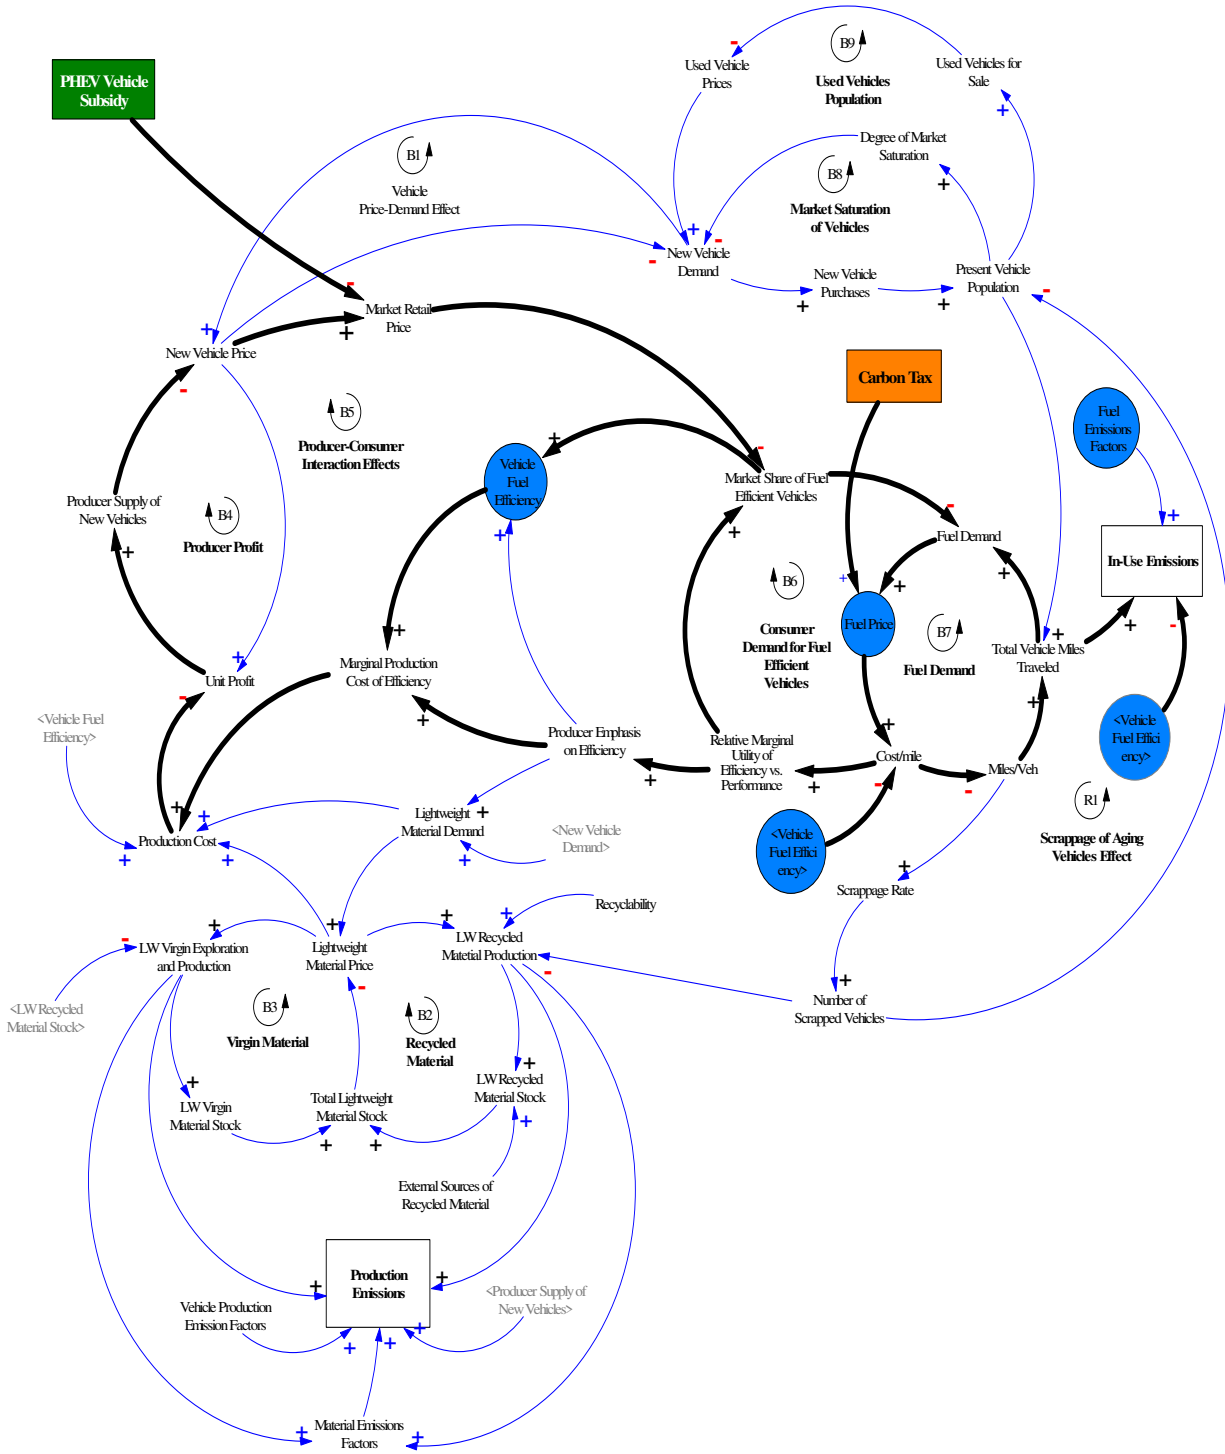 B9
Used Vehicles
Population
Used Vehicle
Prices
Used Vehicles for
Sale
PHEV Vehicle
Subsidy
B1
Vehicle
Price-Demand Effect
Degree of Market
Saturation
B8
Market Saturation
of Vehicles
New Vehicle
Demand
New Vehicle
Purchases
Present Vehicle
Population
Market Retail
Price
New Vehicle Price
Carbon Tax
B5
Producer-Consumer
Interaction Effects
Fuel
Emissions
Factors
Vehicle
Fuel
Efficiency
Market Share of Fuel
Efficient Vehicles
Producer Supply of
New Vehicles
B4
Producer Profit
Fuel Demand
In-Use Emissions
B6
Consumer
Demand for Fuel
Efficient
Vehicles
Fuel Price
B7
Fuel Demand
Total Vehicle Miles
Traveled
Marginal Production
Cost of Efficiency
Unit Profit
<Vehicle Fuel
Efficiency>
Producer Emphasis
on Efficiency
Relative Marginal
Utility of
Efficiency vs.
Performance
Cost/mile
Miles/Veh
<Vehicle
Fuel Effici
ency>
R1
Scrappage of Aging
Vehicles Effect
Production Cost
Lightweight
Material Demand
<New Vehicle
Demand>
<Vehicle
Fuel Effici
ency>
Scrappage Rate
Recyclability
LW Virgin Exploration
and Production
Lightweight
Material Price
LW Recycled
Matetial Production
<LW Recycled
Material Stock>
B3
Virgin Material
B2
Recycled
Material
Number of
Scrapped Vehicles
LW Virgin
Material Stock
Total Lightweight
Material Stock
LW Recycled
Material Stock
External Sources of
Recycled Material
Production
Emissions
Vehicle Production
Emission Factors
<Producer Supply of
New Vehicles>
Material Emissions
Factors